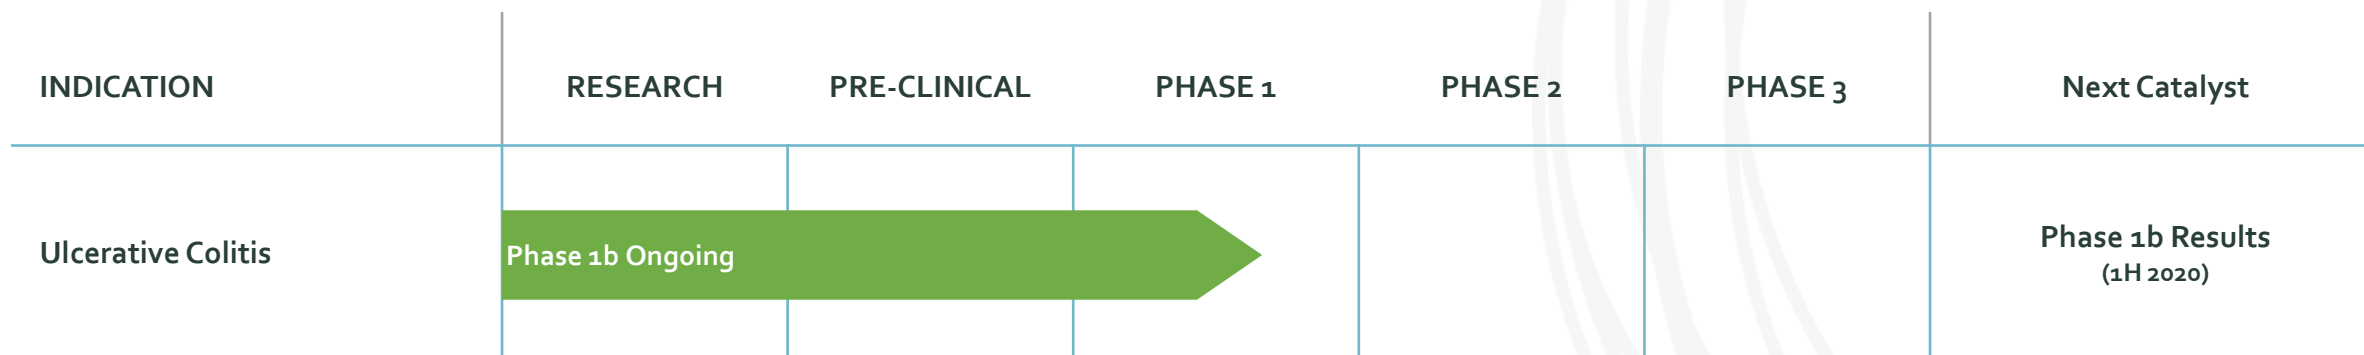 INDICATION RESEARCH PRE-CLINICAL PHASE 1 PHASE 2 PHASE 3 Next Catalyst
Ulcerative Colitis Phase 1b Ongoing Phase 1b Results
(1H 2020)